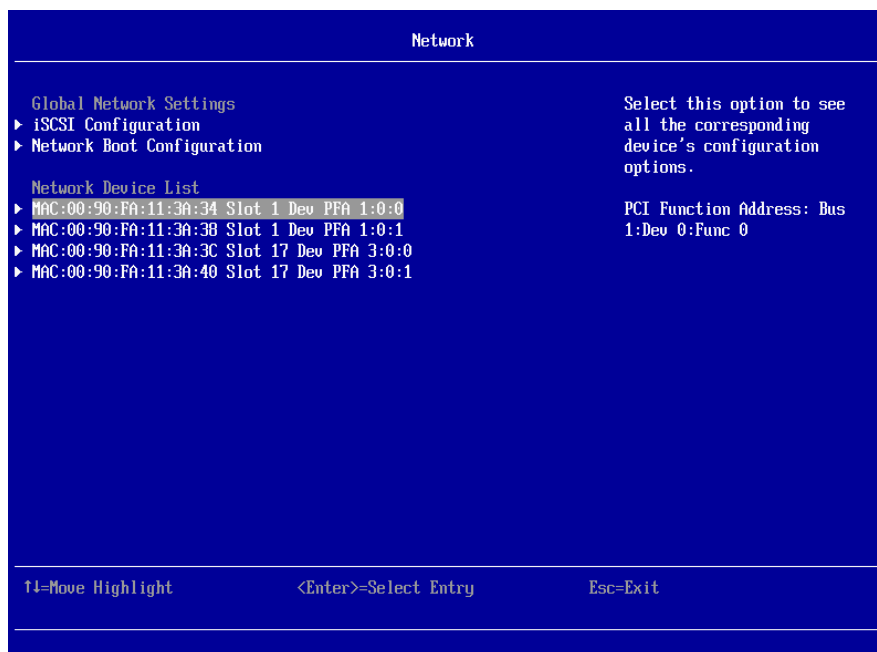 Network
Global Network Settings
▶ iSCSI Configuration
▶ Network Boot Configuration
Network Device List
▶ MAC:00:90:FA:11:3A:34 Slot 1 Dev PFA 1:0:0
▶ MAC:00:90:FA:11:3A:38 Slot 1 Dev PFA 1:0:1
▶ MAC:00:90:FA:11:3A:3C Slot 17 Dev PFA 3:0:0
▶ MAC:00:90:FA:11:3A:40 Slot 17 Dev PFA 3:0:1
Select this option to see
all the corresponding
device's configuration
options.
PCI Function Address: Bus
1:Dev 0:Func 0
↑↓=Move Highlight
<Enter>=Select Entry
Esc=Exit